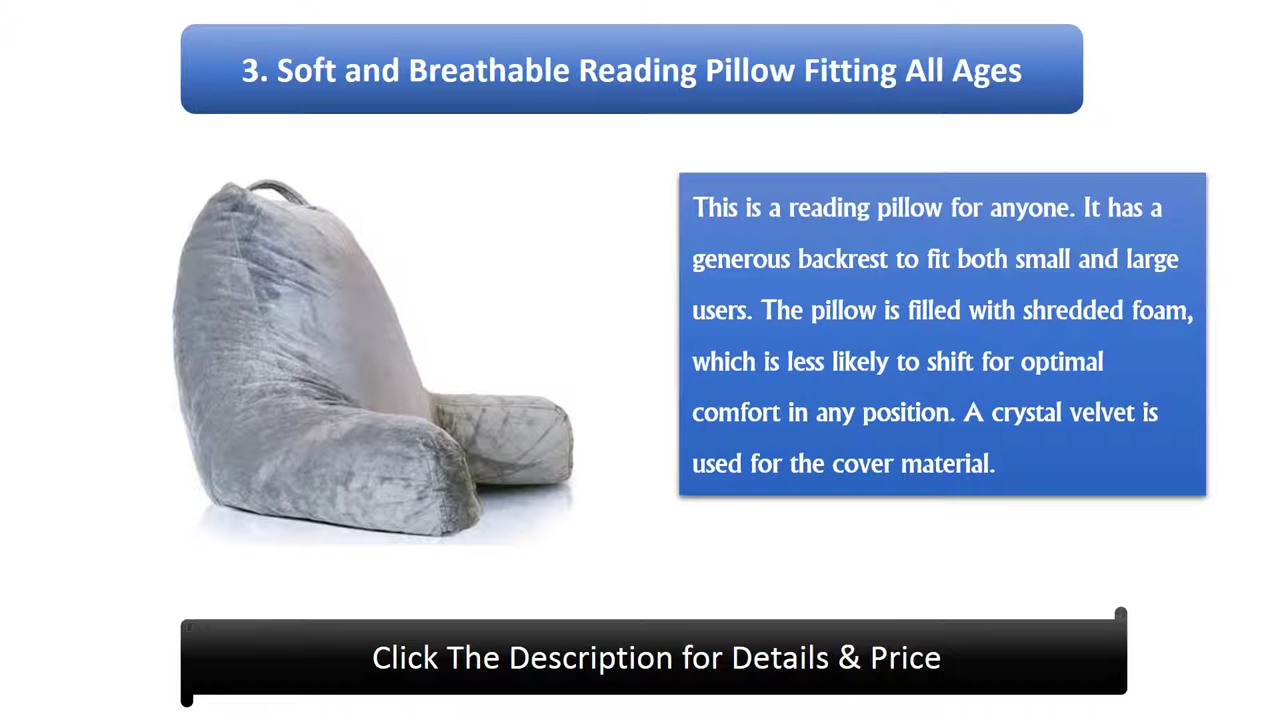 3. Soft and Breathable Reading Pillow Fitting All Ages
This is a reading pillow for anyone. It has a
generous backrest to fit both small and large
users. The pillow is filled with shredded foam,
which is less likely to shift for optimal
comfort in any position. A crystal velvet is
used for the cover material.
Click The Description for Details & Price